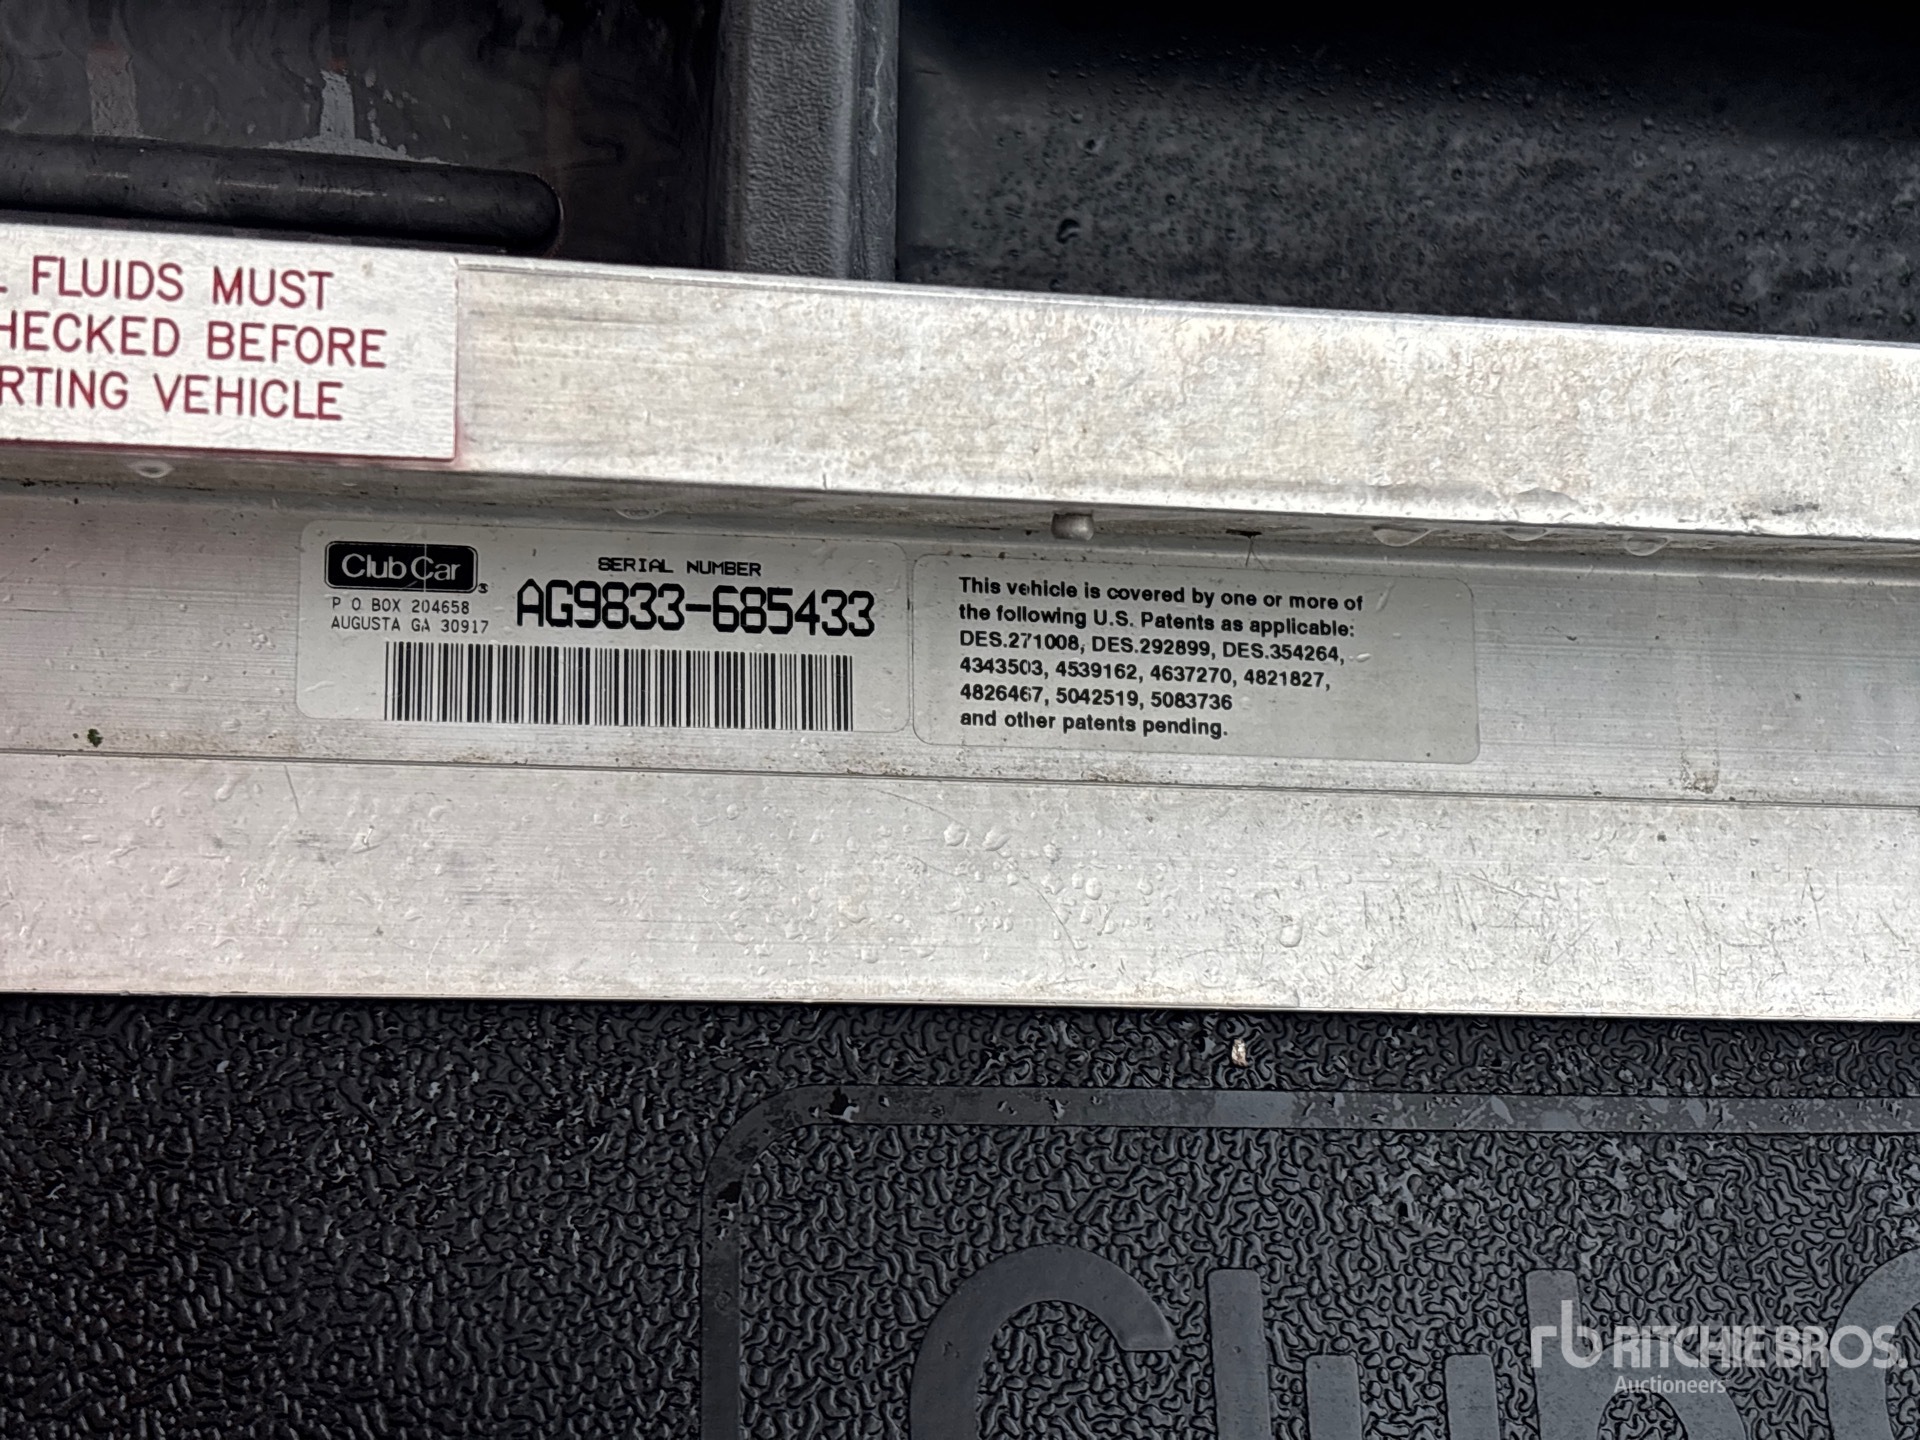 FLUIDS MUST
HECKED BEFORE
RTING VEHICLE
Club Car
P O BOX 204658
AUGUSTA GA 30917
SERIAL NUMBER
AG9833-685433
This vehicle is covered by one or more of
the following U.S. Patents as applicable:
DES.271008, DES.292899, DES.354264,
4343503, 4539162, 4637270, 4821827,
4826467, 5042519, 5083736
and other patents pending.
Club C
rb RITCHIE BROS.
Auctioneers